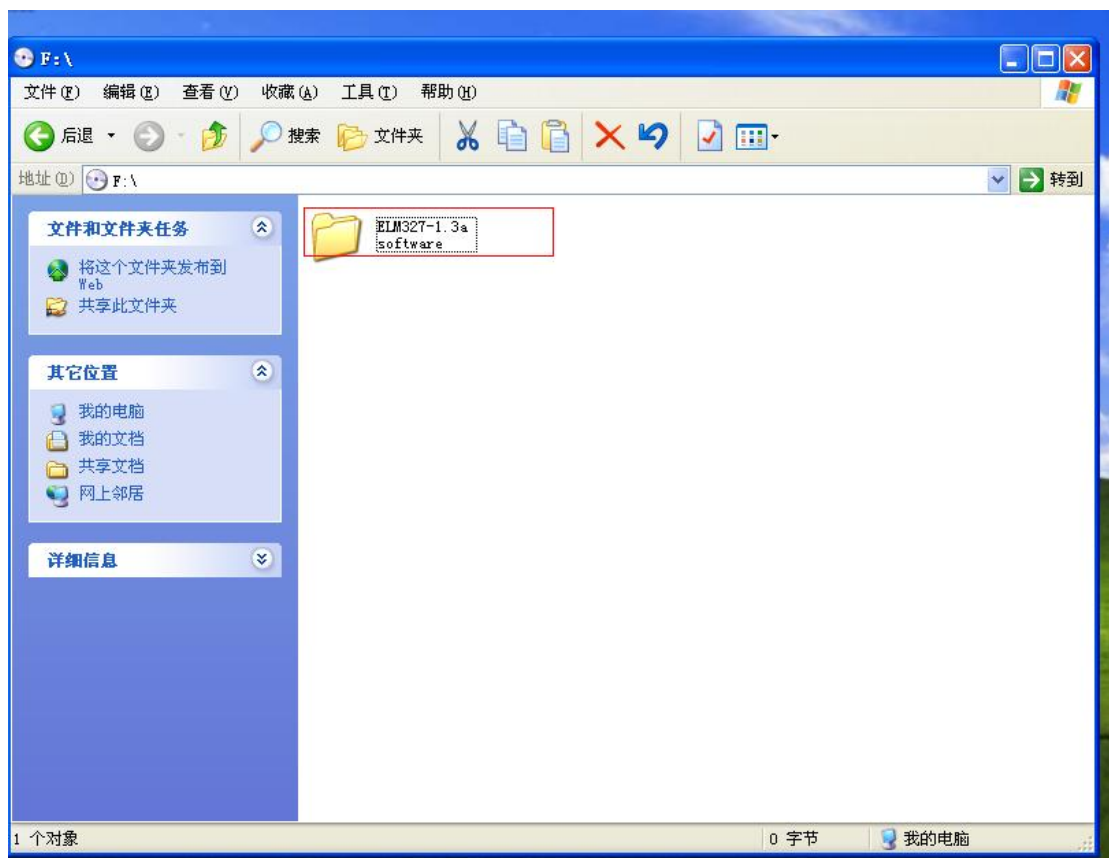 F:\
文件(F) 编辑(E) 查看(V) 收藏(A) 工具(T) 帮助(H)
后退 搜索 文件夹
地址(D) F:\ 转到
文件和文件夹任务
将这个文件夹发布到
Web
共享此文件夹
其它位置
我的电脑
我的文档
共享文档
网上邻居
详细信息
ELM327-1.3a
software
1 个对象 0 字节 我的电脑